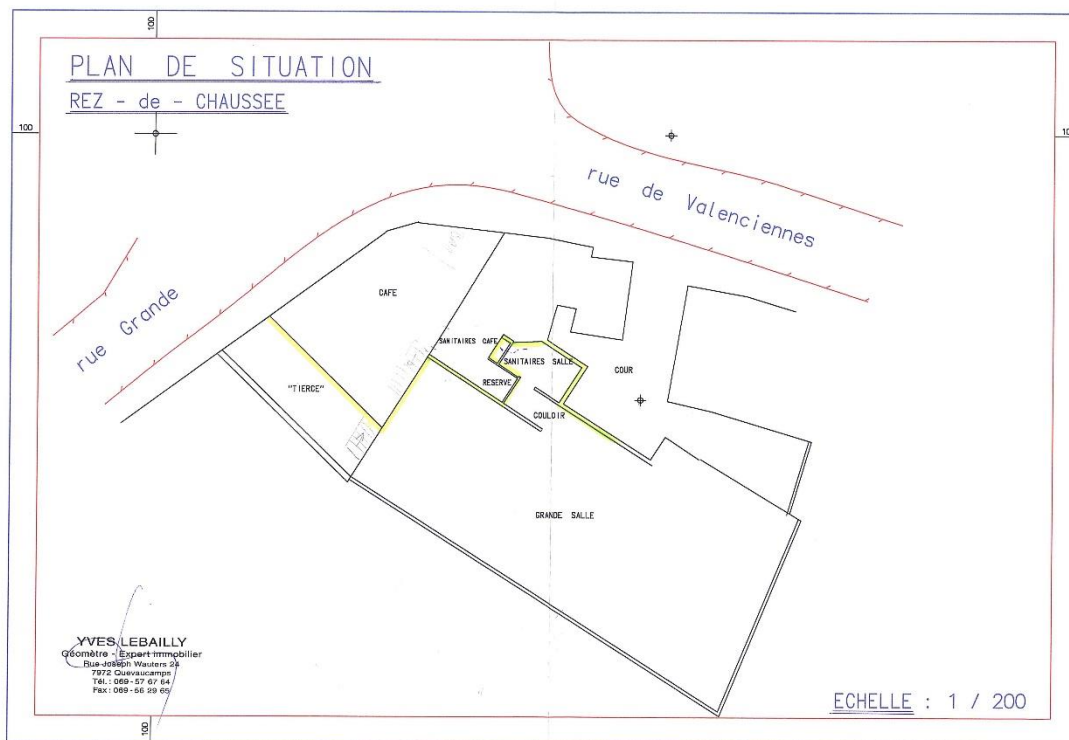 100
PLAN DE SITUATION
REZ - de - CHAUSSEE
100
10
rue de Valenciennes
rue Grande
CAFE
SANITAIRES CAFE
SANITAIRES SALLE
COUR
"TIERCE"
RESERVE
COULOIR
GRANDE SALLE
YVES LEBAILLY
Géomètre - Expert immobilier
Rue Joseph Wauters 24
7972 Quevaucamps
Tél.: 069-57 67 64
Fax: 069-56 29 65
ECHELLE : 1 / 200
100